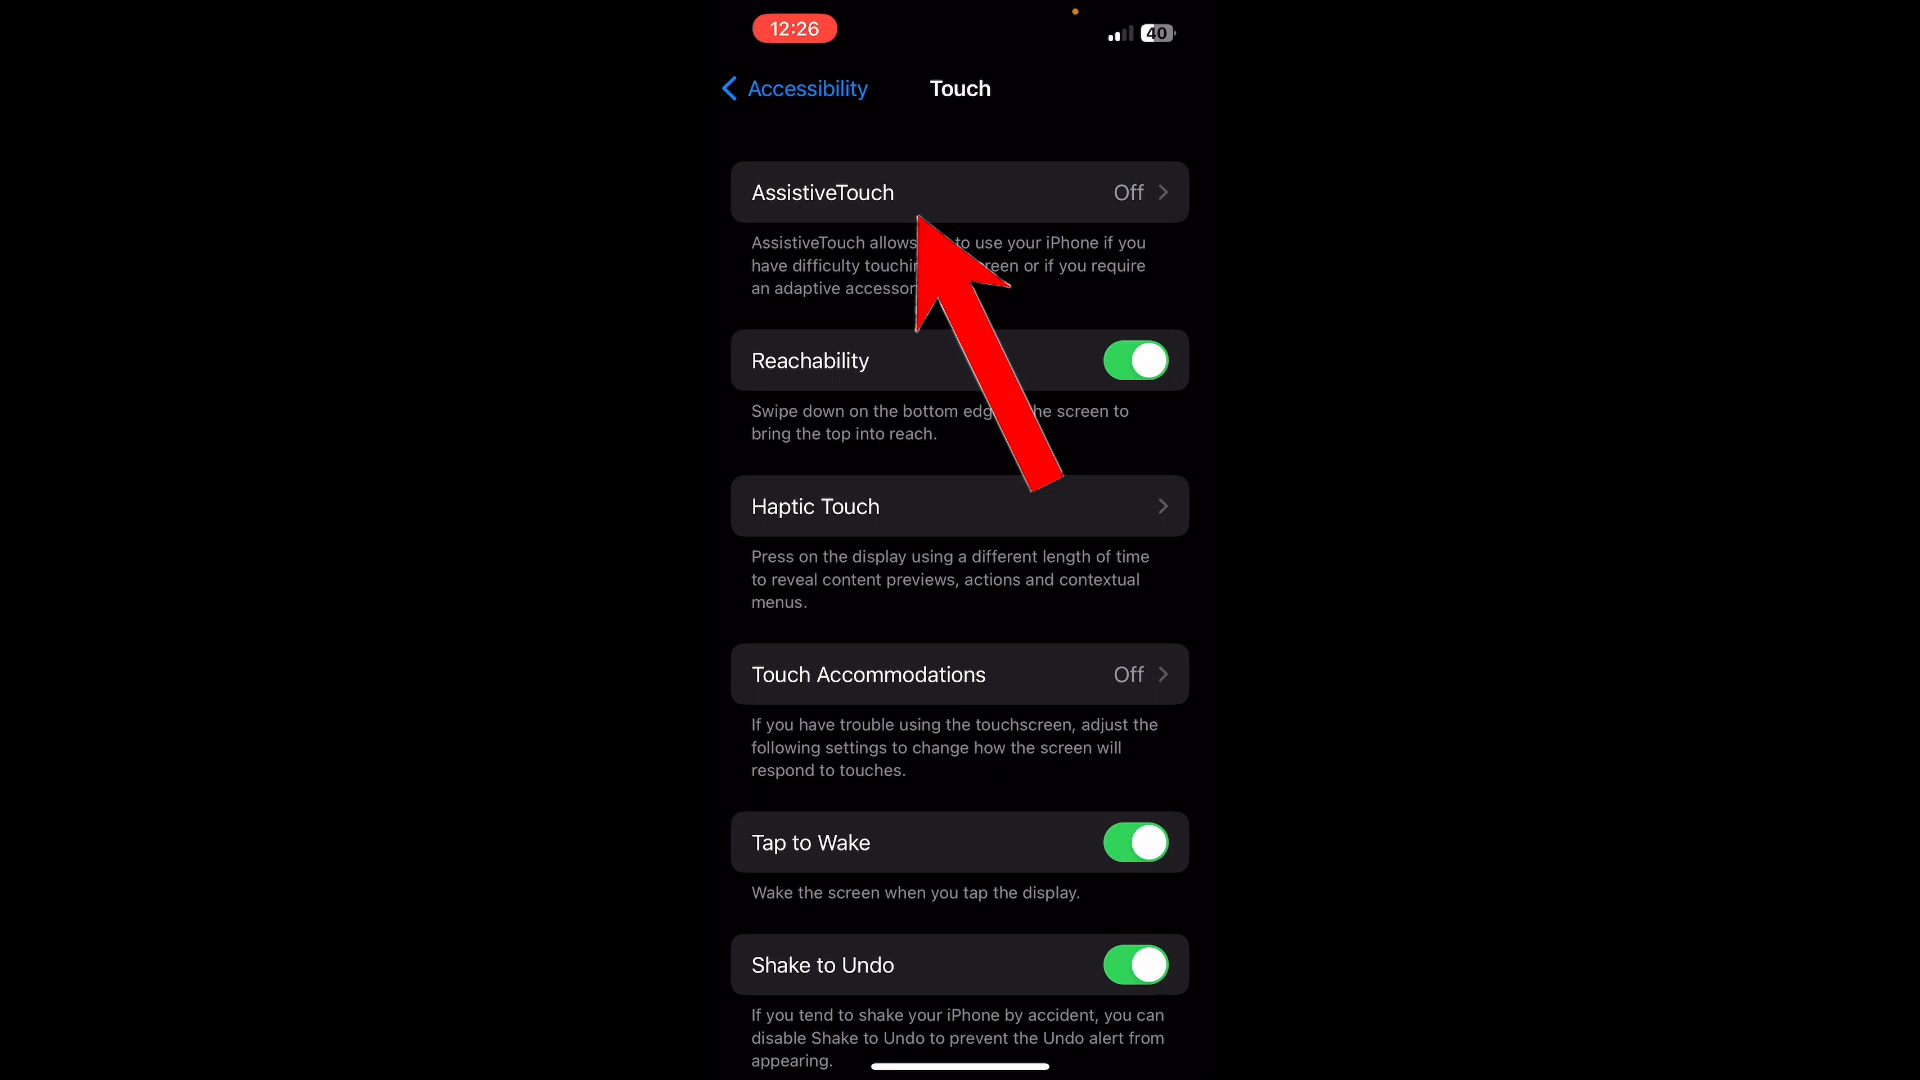 12:26
40
Accessibility
Touch
AssistiveTouch Off
AssistiveTouch allows to use your iPhone if you
have difficulty touchin reen or if you require
an adaptive accessor
Reachability
Swipe down on the bottom edg he screen to
bring the top into reach.
Haptic Touch
Press on the display using a different length of time
to reveal content previews, actions and contextual
menus.
Touch Accommodations Off
If you have trouble using the touchscreen, adjust the
following settings to change how the screen will
respond to touches.
Tap to Wake
Wake the screen when you tap the display.
Shake to Undo
If you tend to shake your iPhone by accident, you can
disable Shake to Undo to prevent the Undo alert from
appearing.